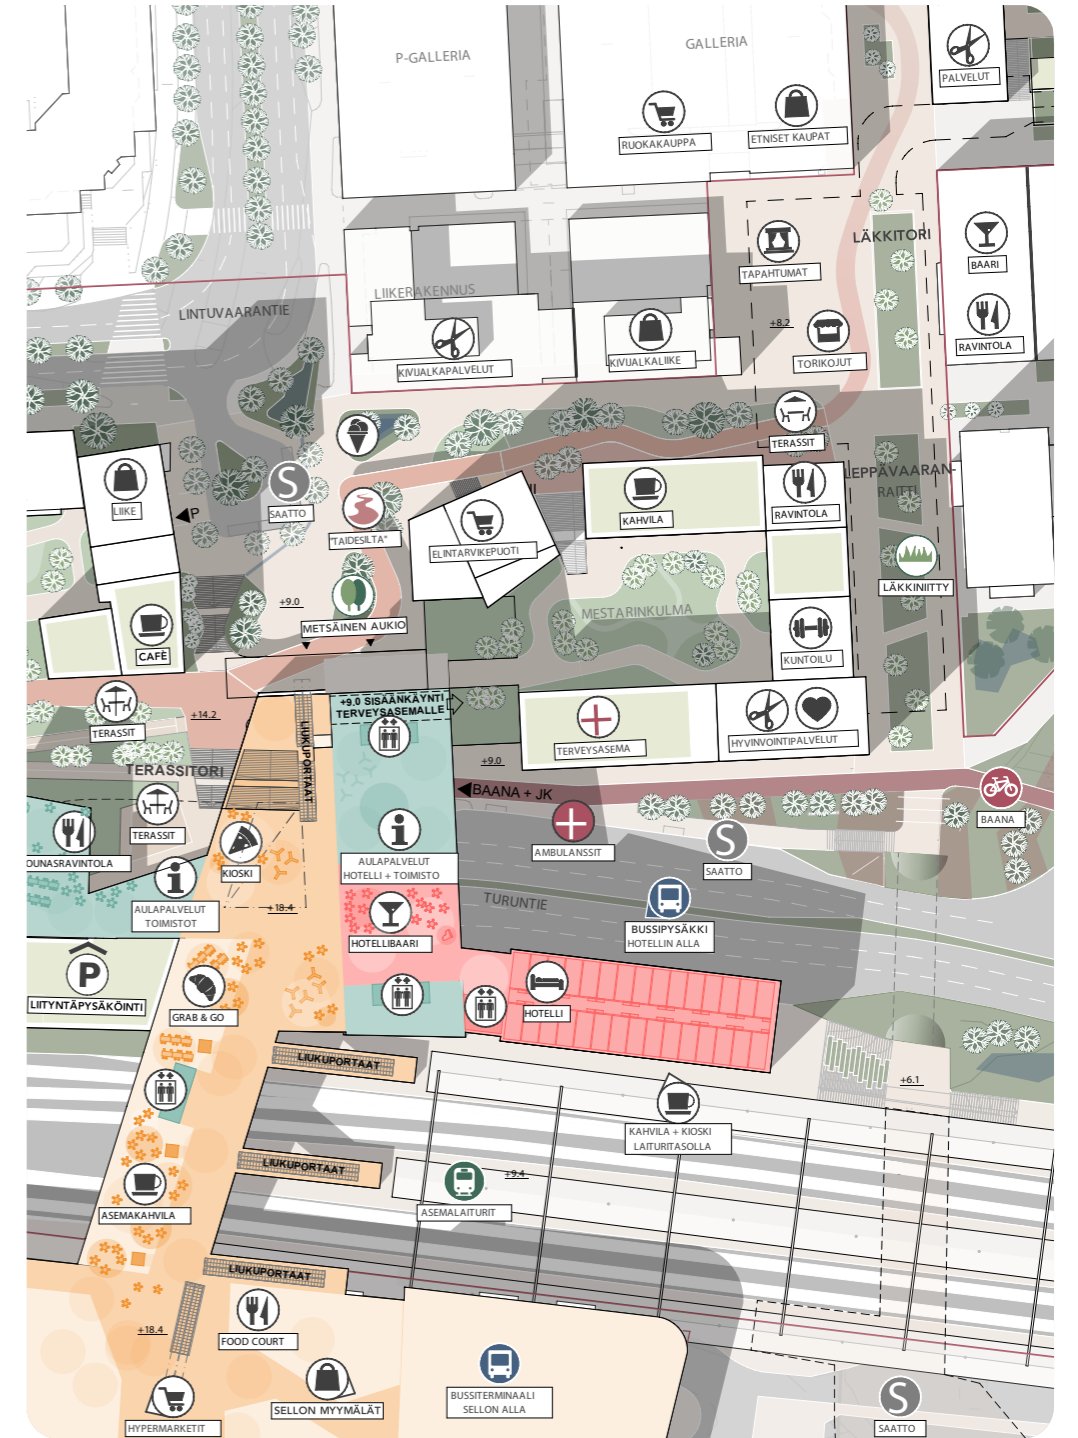 P-GALLERIA
GALLERIA
PALVELUT
RUOKAKAUPPA
ETNISET KAUPAT
LÄKKITORI
TAPAHTUMAT
BAARI
LIIKERAKENNUS
LINTUVAARANTIE
+8.2
KIVIJALKAPALVELUT
KIVIJALKALIIKE
TORIKOJUT
RAVINTOLA
TERASSIT
LEPPÄVAARAN-
RAITTI
LIIKE
P
S
SAATTO
"TAIDESILTA"
ELINTARVIKEPUOTI
KAHVILA
RAVINTOLA
LÄKKINIITTY
+9.0
METSÄINEN AUKIO
MESTARINKULMA
CAFÈ
KUNTOILU
+14.2
TERASSIT
+9.0 SISÄÄNKÄYNTI
TERVEYSASEMALLE
LIUKUPORTAAT
TERVEYSASEMA
HYVINVOINTIPALVELUT
+9.0
TERASSITORI
BAANA + JK
BAANA
TERASSIT
OUNASRAVINTOLA
KIOSKI
AULAPALVELUT
HOTELLI + TOIMISTO
AMBULANSSIT
S
SAATTO
AULAPALVELUT
TOIMISTOT
+18.4
TURUNTIE
HOTELLIBAARI
BUSSIPYSÄKKI
HOTELLIN ALLA
P
LIITYNTÄPYSÄKÖINTI
GRAB & GO
HOTELLI
LIUKUPORTAAT
+6.1
KAHVILA + KIOSKI
LAITURITASOLLA
LIUKUPORTAAT
+9.4
ASEMAKAHVILA
ASEMALAITURIT
LIUKUPORTAAT
+18.4
FOOD COURT
HYPERMARKETIT
SELLON MYYMÄLÄT
BUSSITERMINAALI
SELLON ALLA
S
SAATTO